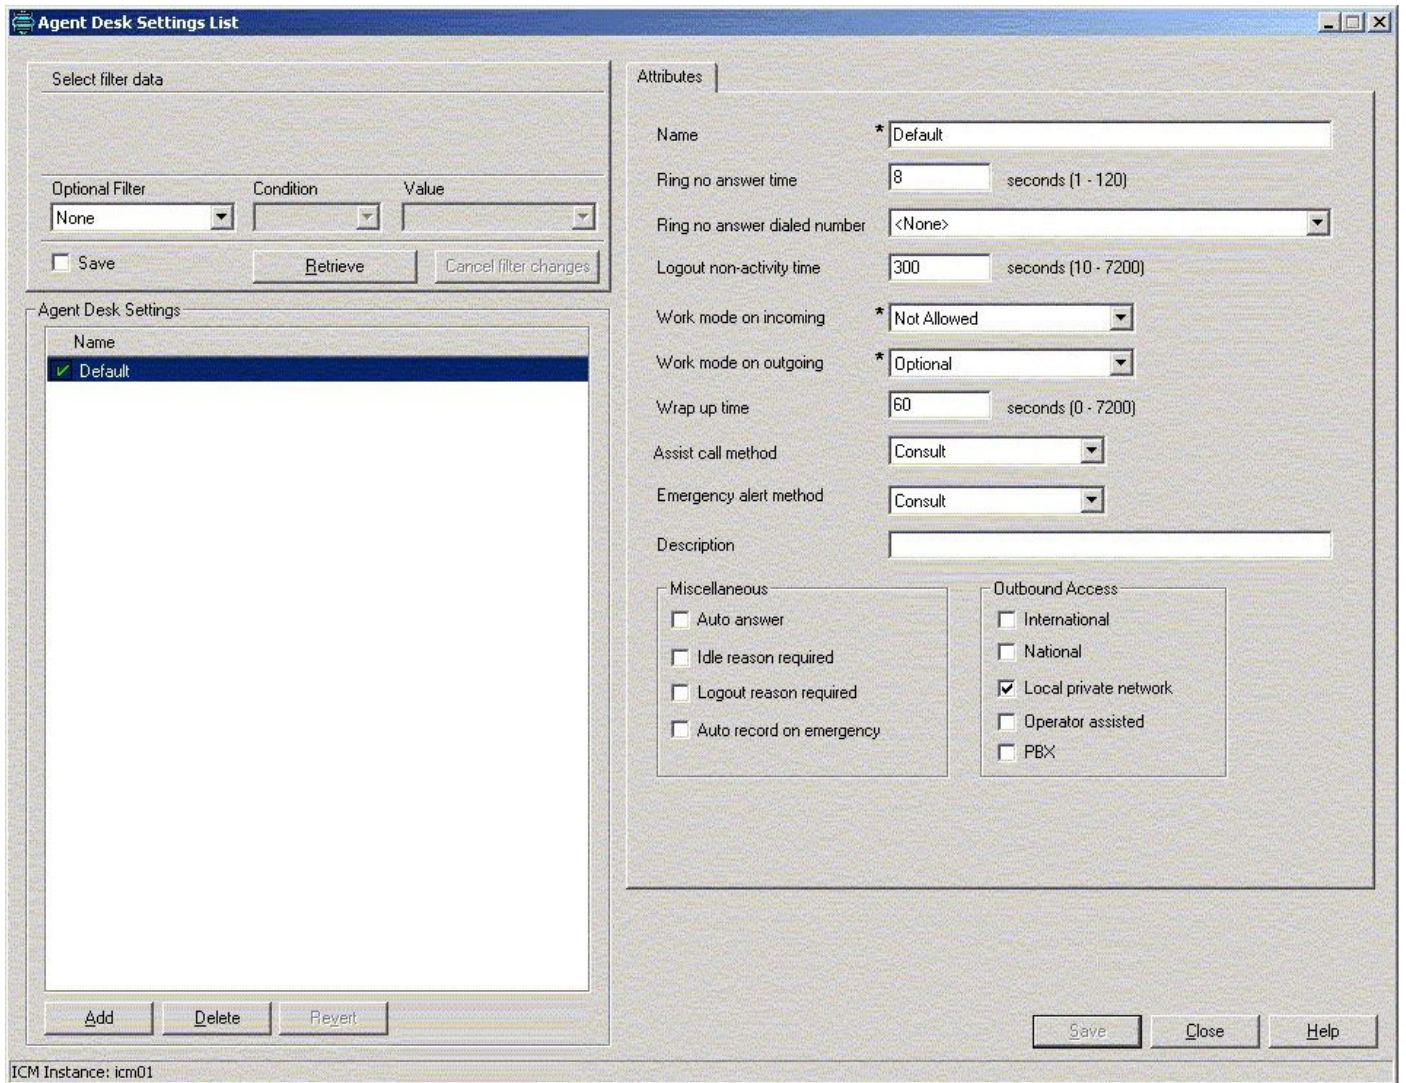 Agent Desk Settings List
Select filter data
Optional Filter Condition Value
None
Save Retrieve Cancel filter changes
Agent Desk Settings
Name
Default
Add Delete Revert
Attributes
Name * Default
Ring no answer time 8 seconds (1 - 120)
Ring no answer dialed number <None>
Logout non-activity time 300 seconds (10 - 7200)
Work mode on incoming * Not Allowed
Work mode on outgoing * Optional
Wrap up time 60 seconds (0 - 7200)
Assist call method Consult
Emergency alert method Consult
Description
Miscellaneous
Auto answer
Idle reason required
Logout reason required
Auto record on emergency
Outbound Access
International
National
Local private network
Operator assisted
PBX
Save Close Help
ICM Instance: icm01